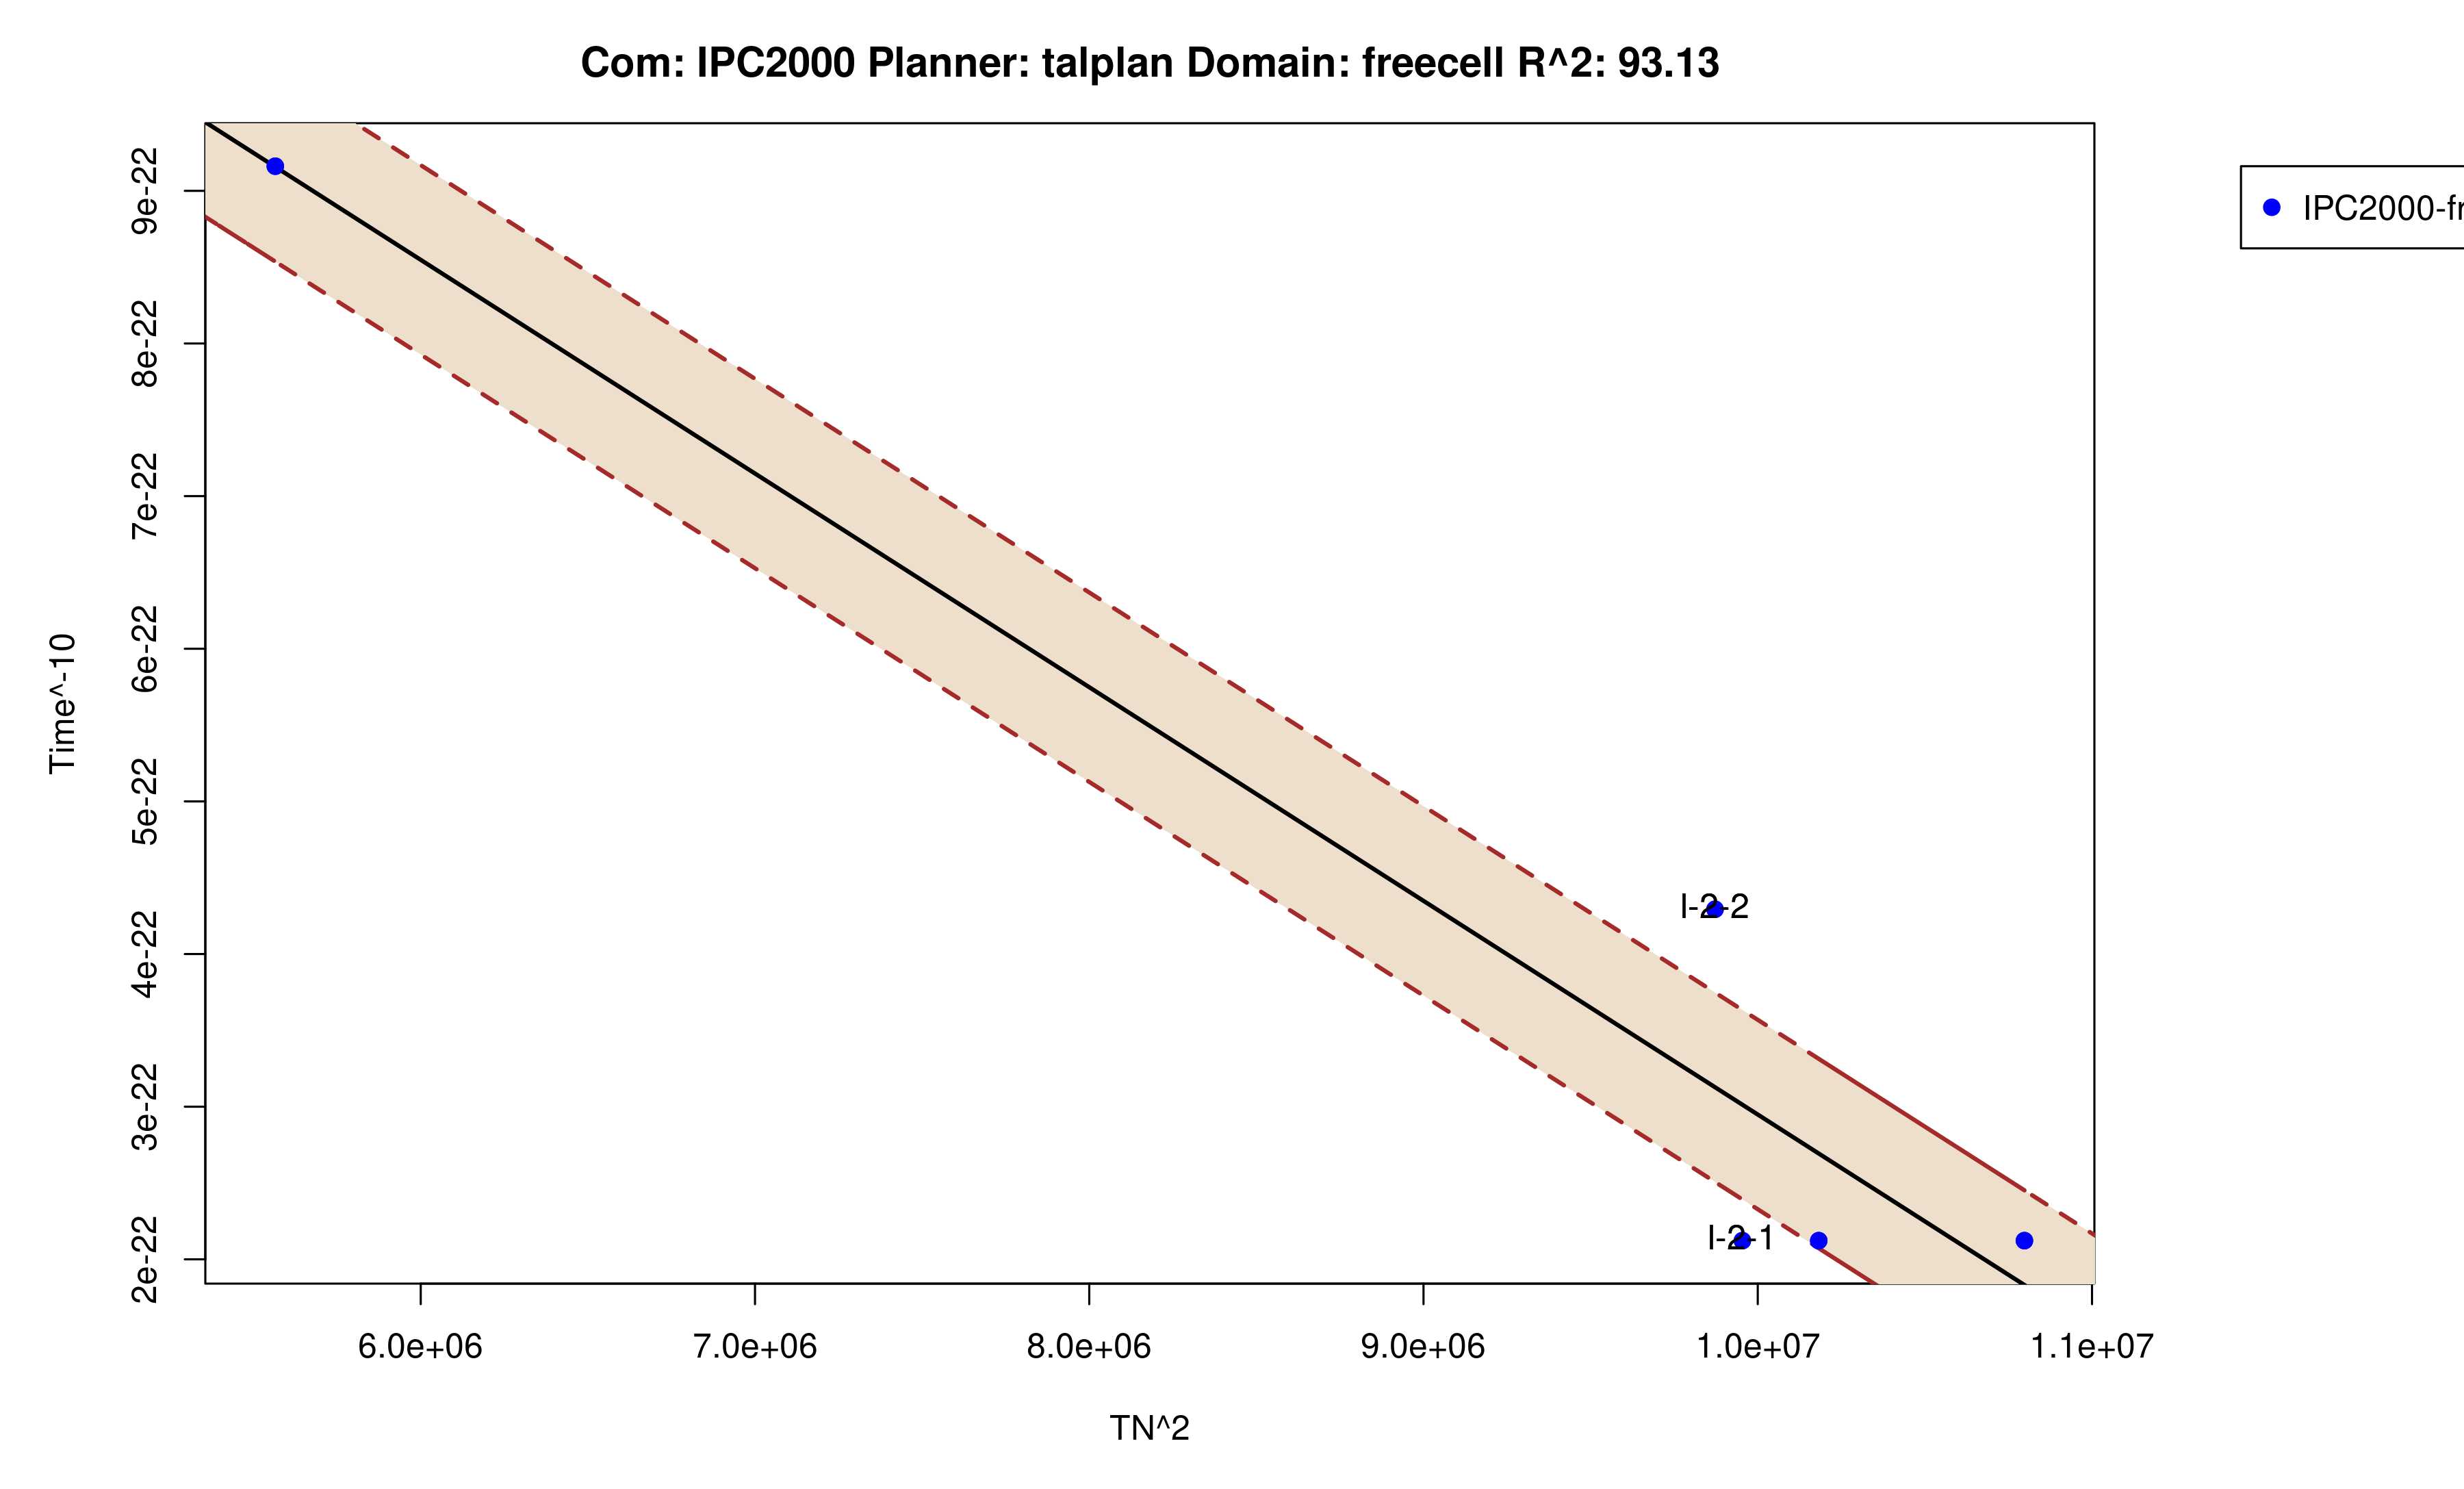 Com: IPC2000 Planner: talplan Domain: freecell R^2: 93.13
IPC2000-fr
Time^-10
9e-22
8e-22
7e-22
6e-22
5e-22
4e-22
3e-22
2e-22
I-2-2
I-2-1
6.0e+06 7.0e+06 8.0e+06 9.0e+06 1.0e+07 1.1e+07
TN^2